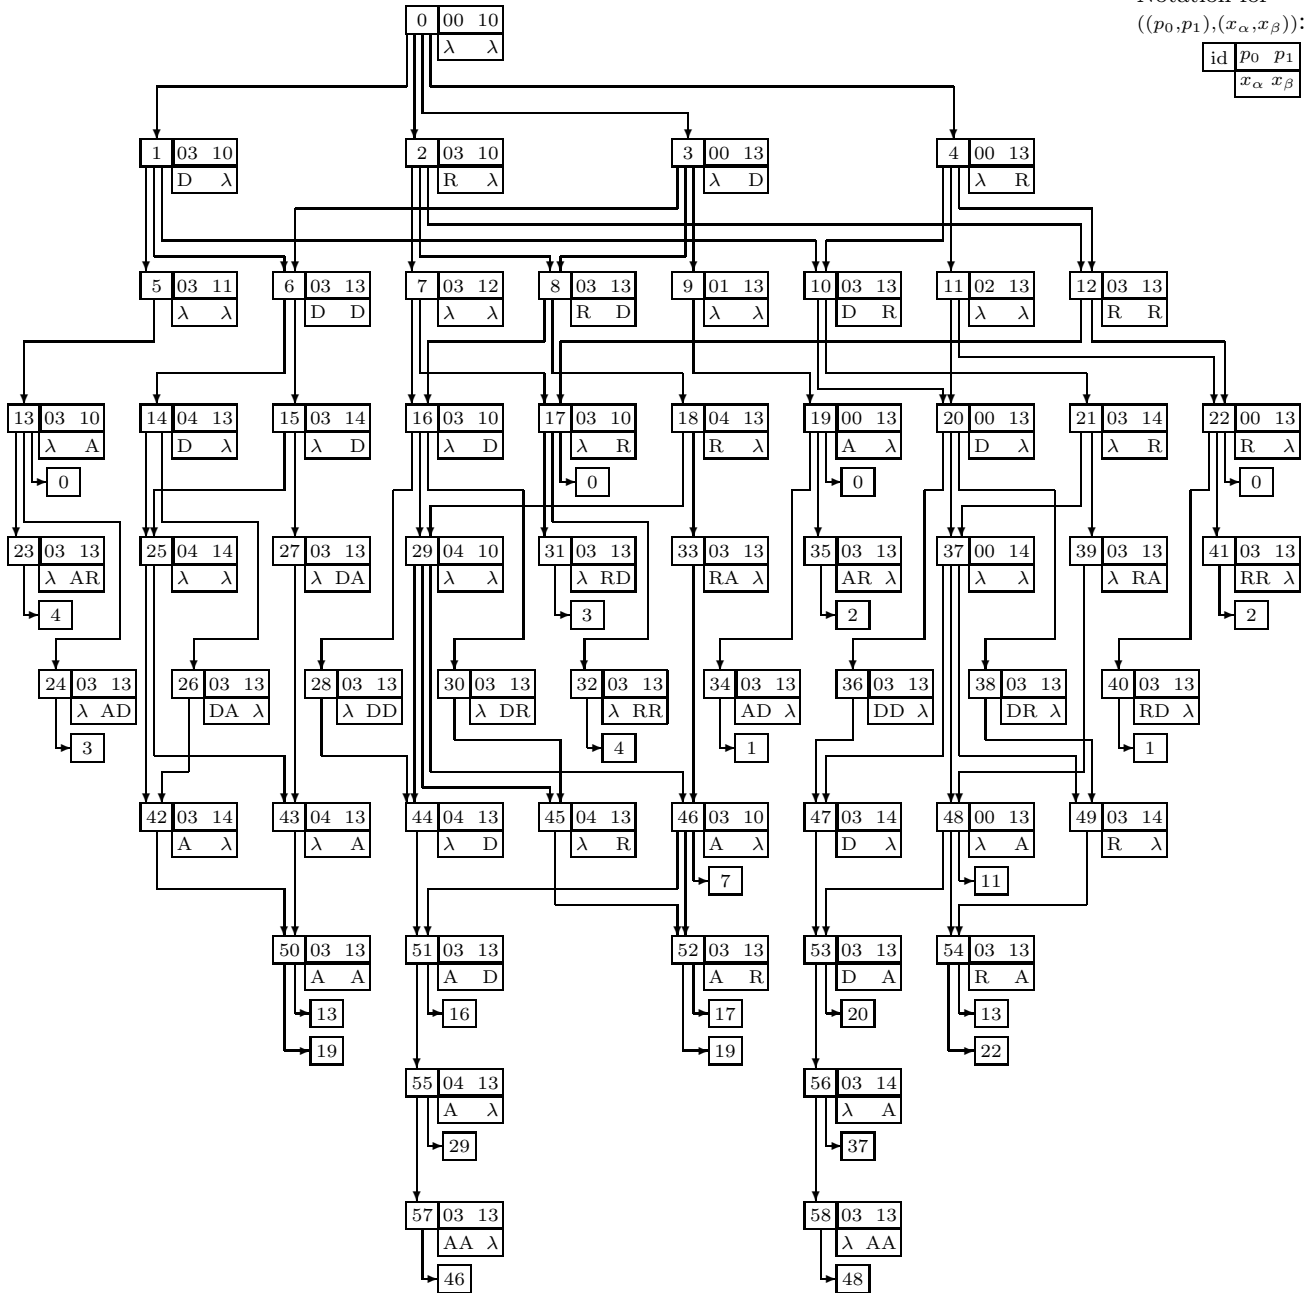 Notation for
((p₀,p₁),(xα,xβ)):
id p₀ p₁
xα xβ
0 00 10
λ λ
1 03 10 2 03 10 3 00 13 4 00 13
D λ R λ λ D λ R
5 03 11 6 03 13 7 03 12 8 03 13 9 01 13 10 03 13 11 02 13 12 03 13
λ λ D D λ λ R D λ λ D R λ λ R R
13 03 10 14 04 13 15 03 14 16 03 10 17 03 10 18 04 13 19 00 13 20 00 13 21 03 14 22 00 13
λ A D λ λ D λ D λ R R λ A λ D λ λ R R λ
0 0 0 0
23 03 13 25 04 14 27 03 13 29 04 10 31 03 13 33 03 13 35 03 13 37 00 14 39 03 13 41 03 13
λ AR λ λ λ DA λ λ λ RD RA λ AR λ λ λ λ RA RR λ
4 3 2 2
24 03 13 26 03 13 28 03 13 30 03 13 32 03 13 34 03 13 36 03 13 38 03 13 40 03 13
λ AD DA λ λ DD λ DR λ RR AD λ DD λ DR λ RD λ
3 4 1 1
42 03 14 43 04 13 44 04 13 45 04 13 46 03 10 47 03 14 48 00 13 49 03 14
A λ λ A λ D λ R A λ D λ λ A R λ
7 11
50 03 13 51 03 13 52 03 13 53 03 13 54 03 13
A A A D A R D A R A
13 16 17 20 13
19 19 22
55 04 13 56 03 14
A λ λ A
29 37
57 03 13 58 03 13
AA λ λ AA
46 48